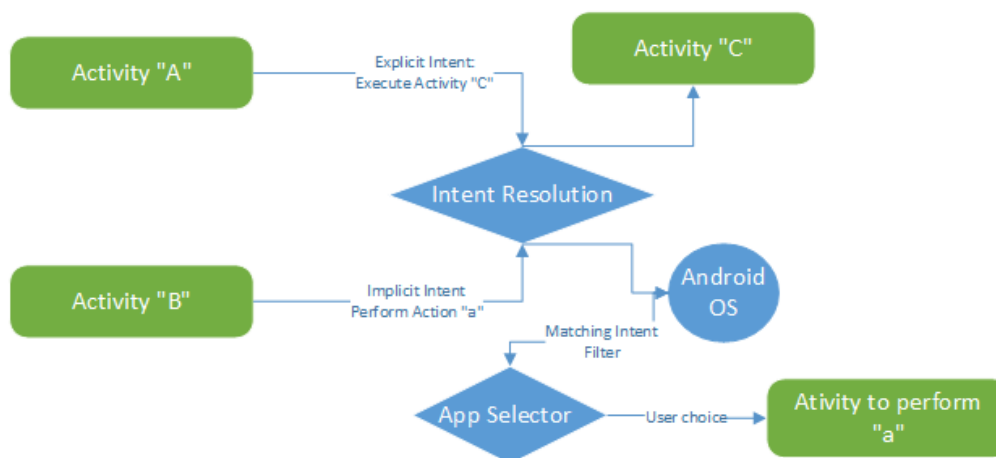 Activity "A"
Explicit Intent:
Execute Activity "C"
Activity "C"
Intent Resolution
Activity "B"
Implicit Intent
Perform Action "a"
Android
OS
Matching Intent
Filter
App Selector
User choice
Ativity to perform
"a"